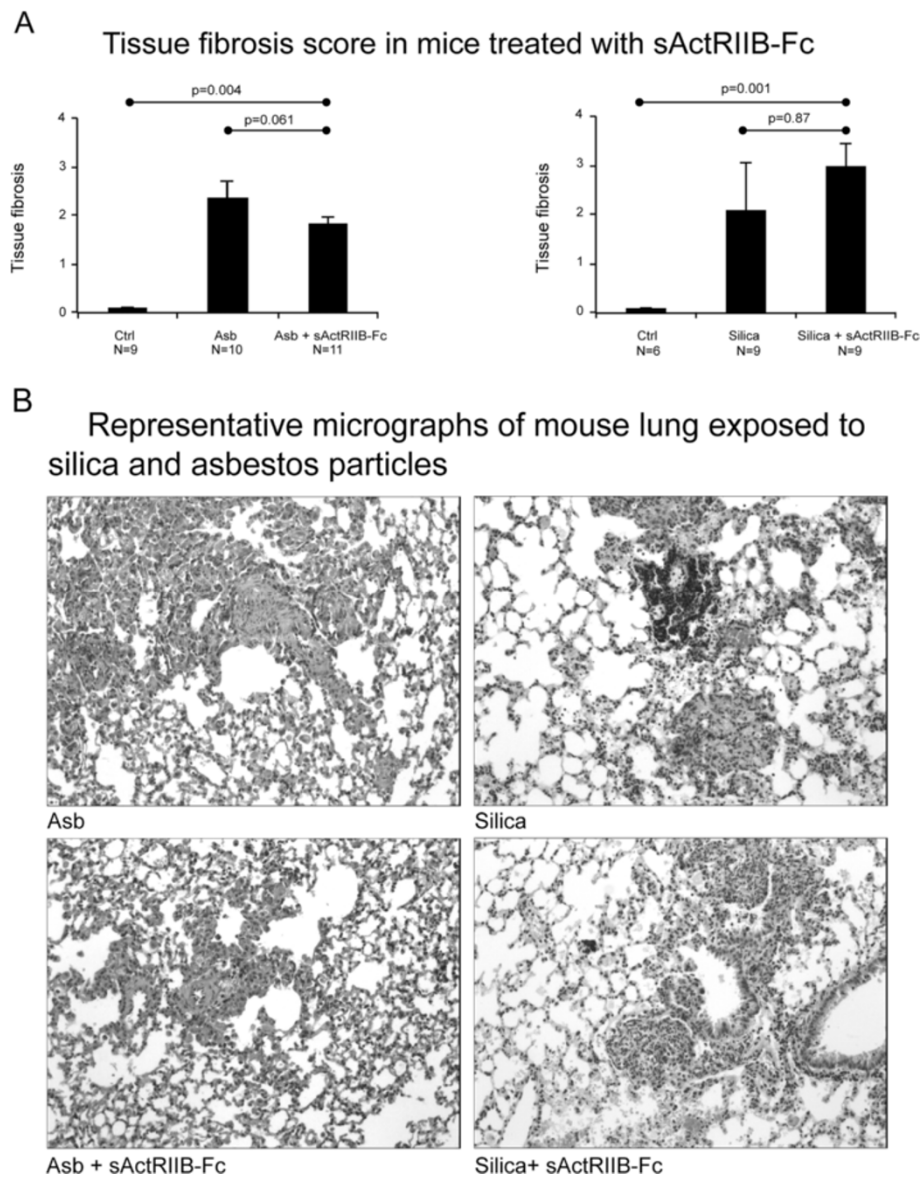 A
Tissue fibrosis score in mice treated with sActRIIB-Fc
p=0.004
p=0.061
4
3
2
1
0
Tissue fibrosis
Ctrl
N=9
Asb
N=10
Asb + sActRIIB-Fc
N=11
p=0.001
p=0.87
4
3
2
1
0
Tissue fibrosis
Ctrl
N=6
Silica
N=9
Silica + sActRIIB-Fc
N=9
B
Representative micrographs of mouse lung exposed to
silica and asbestos particles
Asb
Silica
Asb + sActRIIB-Fc
Silica+ sActRIIB-Fc